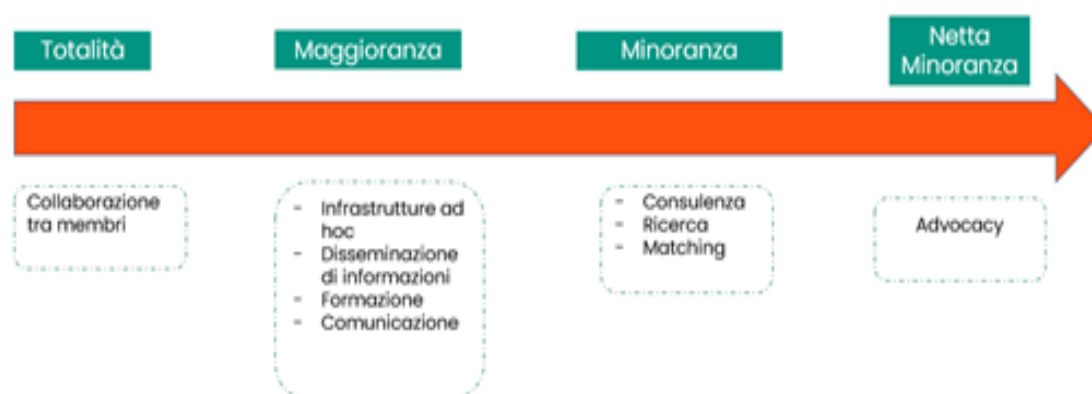 Totalità
Maggioranza
Minoranza
Netta
Minoranza
Collaborazione
tra membri
- Infrastrutture ad
hoc
- Disseminazione
di informazioni
- Formazione
- Comunicazione
- Consulenza
- Ricerca
- Matching
Advocacy